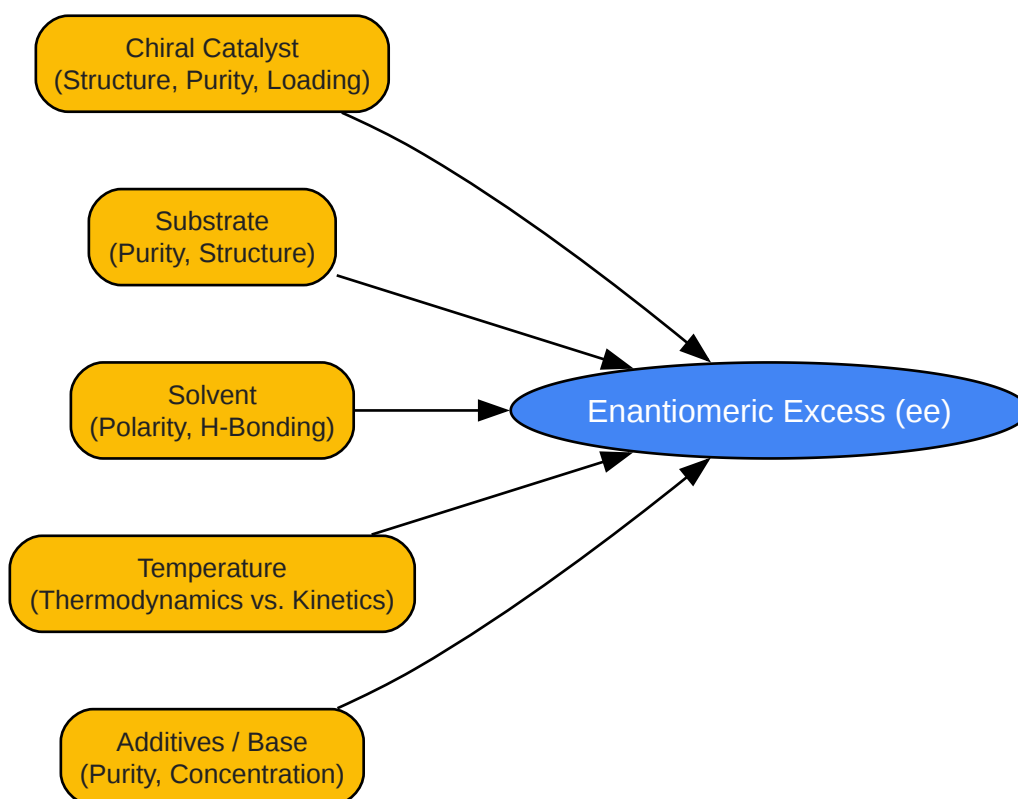 Chiral Catalyst
(Structure, Purity, Loading)
Substrate
(Purity, Structure)
Solvent
(Polarity, H-Bonding)
Enantiomeric Excess (ee)
Temperature
(Thermodynamics vs. Kinetics)
Additives / Base
(Purity, Concentration)